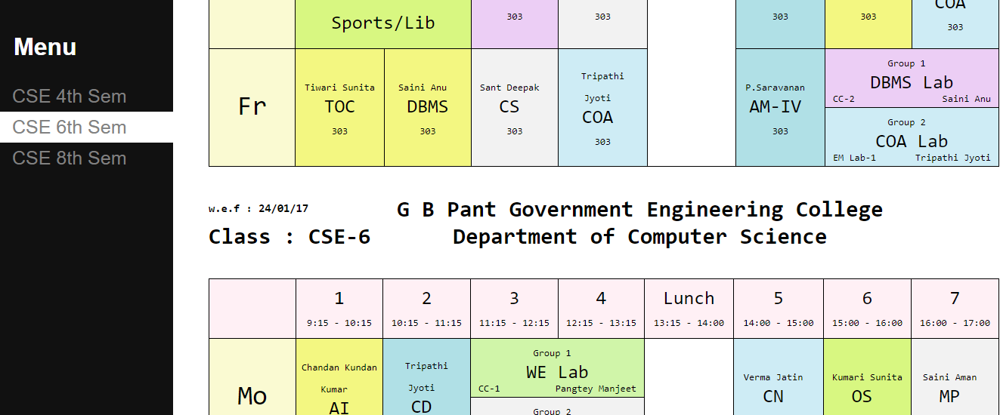 Menu
CSE 4th Sem
CSE 6th Sem
CSE 8th Sem
Sports/Lib
303
303
303
303
COA
303
Fr
Tiwari Sunita
TOC
303
Saini Anu
DBMS
303
Sant Deepak
CS
303
Tripathi
Jyoti
COA
303
P.Saravanan
AM-IV
303
Group 1
DBMS Lab
CC-2 Saini Anu
Group 2
COA Lab
EM Lab-1 Tripathi Jyoti
w.e.f : 24/01/17
G B Pant Government Engineering College
Class : CSE-6
Department of Computer Science
1 2 3 4 Lunch 5 6 7
9:15 - 10:15 10:15 - 11:15 11:15 - 12:15 12:15 - 13:15 13:15 - 14:00 14:00 - 15:00 15:00 - 16:00 16:00 - 17:00
Mo
Chandan Kundan
Kumar
AI
Tripathi
Jyoti
CD
Group 1
WE Lab
CC-1 Pangtey Manjeet
Group 2
Verma Jatin
CN
Kumari Sunita
OS
Saini Aman
MP